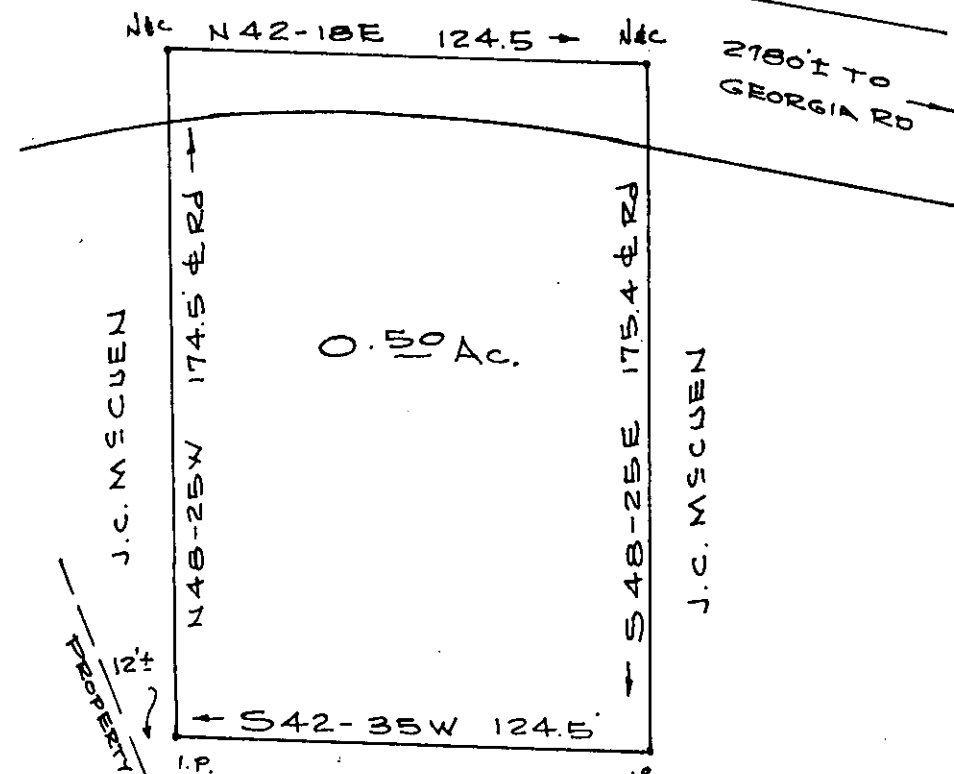 N&C N42-18E 124.5 N&C
2780'± TO
GEORGIA RD
N48-25W 174.5' ℄ Rd
S48-25E 175.4 ℄ Rd
0.50 Ac.
J.C. McCUEN
J.C. McCUEN
PROPERTY
12'±
S42-35W 124.5'
I.P.